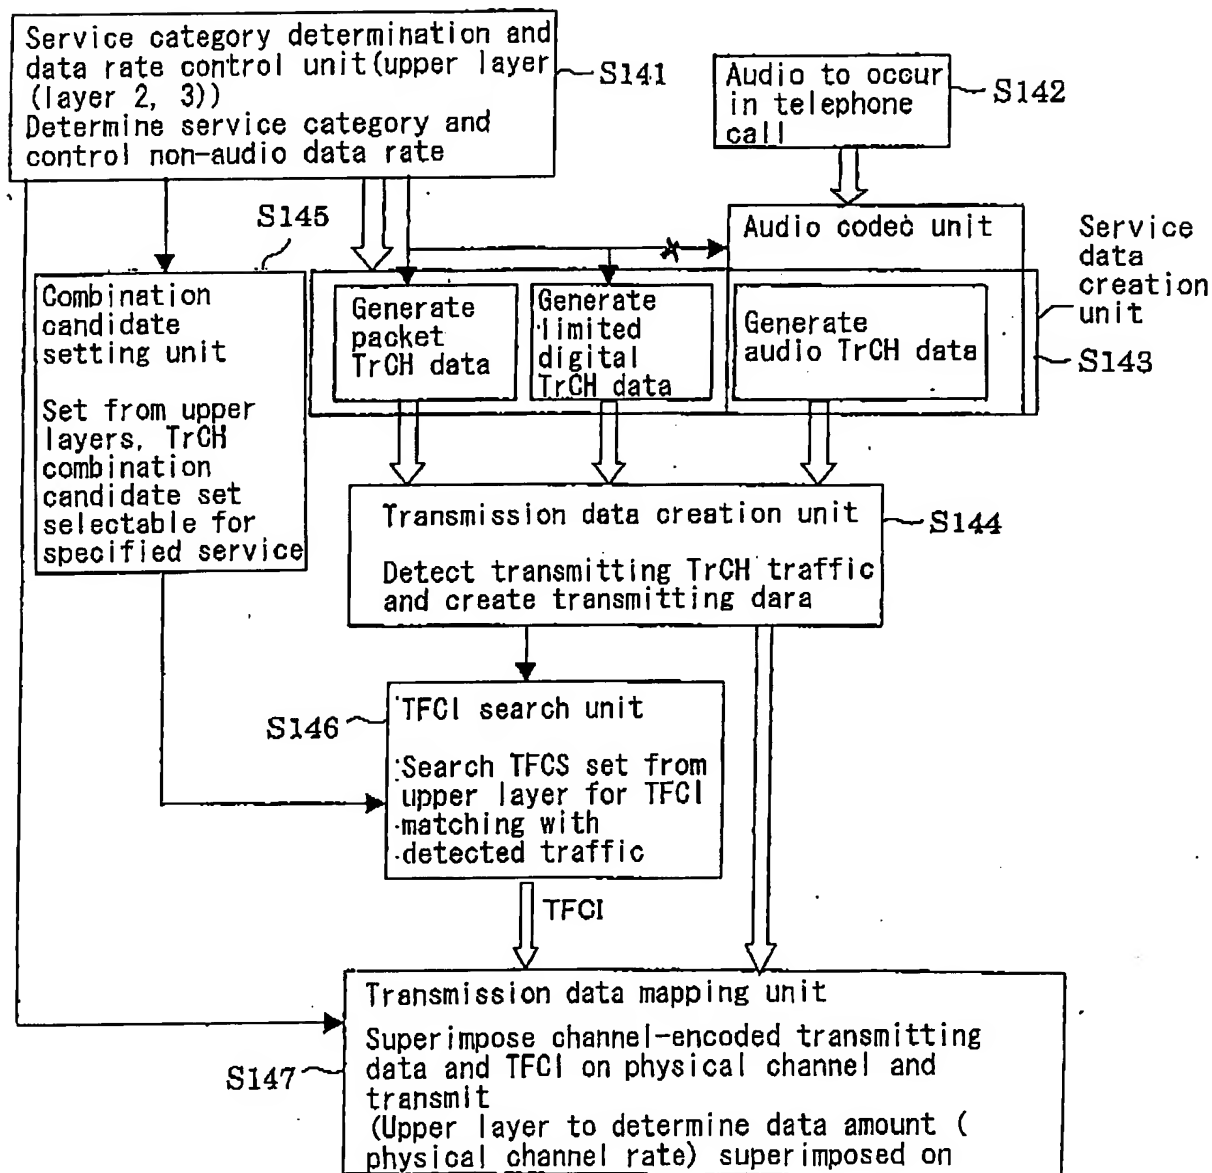 Service category determination and
data rate control unit(upper layer
(layer 2, 3))
Determine service category and
control non-audio data rate
S141
Audio to occur
in telephone
call
S142
S145
Combination
candidate
setting unit
Set from upper
layers, TrCH
combination
candidate set
selectable for
specified service
Generate
packet
TrCH data
Generate
limited
digital
TrCH data
Audio codec unit
Generate
audio TrCH data
Service
data
creation
unit
S143
Transmission data creation unit
Detect transmitting TrCH traffic
and create transmitting dara
S144
S146
TFCI search unit
Search TFCS set from
upper layer for TFCI
matching with
detected traffic
TFCI
S147
Transmission data mapping unit
Superimpose channel-encoded transmitting
data and TFCI on physical channel and
transmit
(Upper layer to determine data amount (
physical channel rate) superimposed on